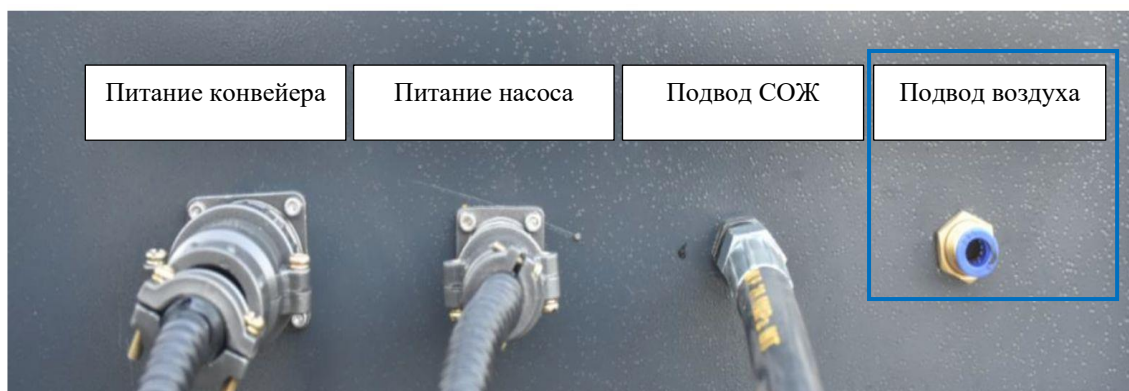 Питание конвейера
Питание насоса
Подвод СОЖ
Подвод воздуха